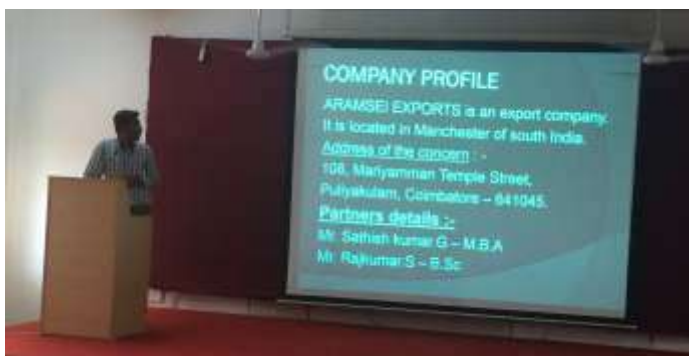 COMPANY PROFILE
ARAMSEI EXPORTS is an export company.
It is located in Manchester of south India.
Address of the concern : -
108, Mariyamman Temple Street,
Puliyakulam, Coimbatore – 641045.
Partners details :-
Mr. Sathish kumar G – M.B.A
Mr. Rajkumar S – B.Sc